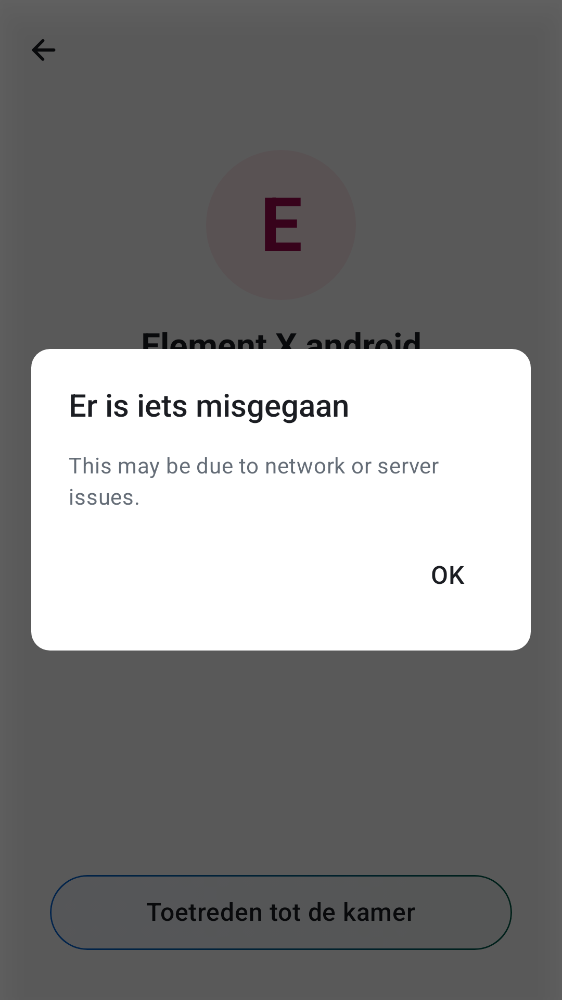 E
Element X android
Er is iets misgegaan
This may be due to network or server
issues.
OK
Toetreden tot de kamer